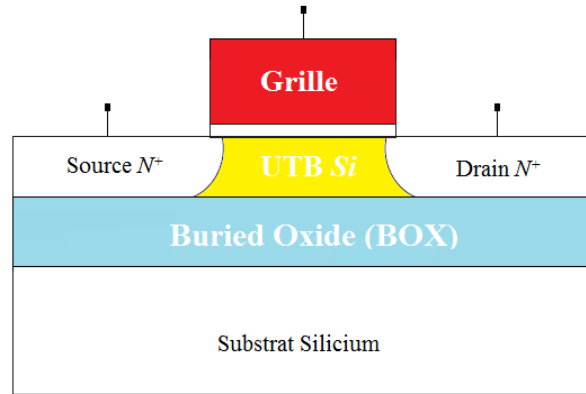 Grille
Source N+
UTB Si
Drain N+
Buried Oxide (BOX)
Substrat Silicium